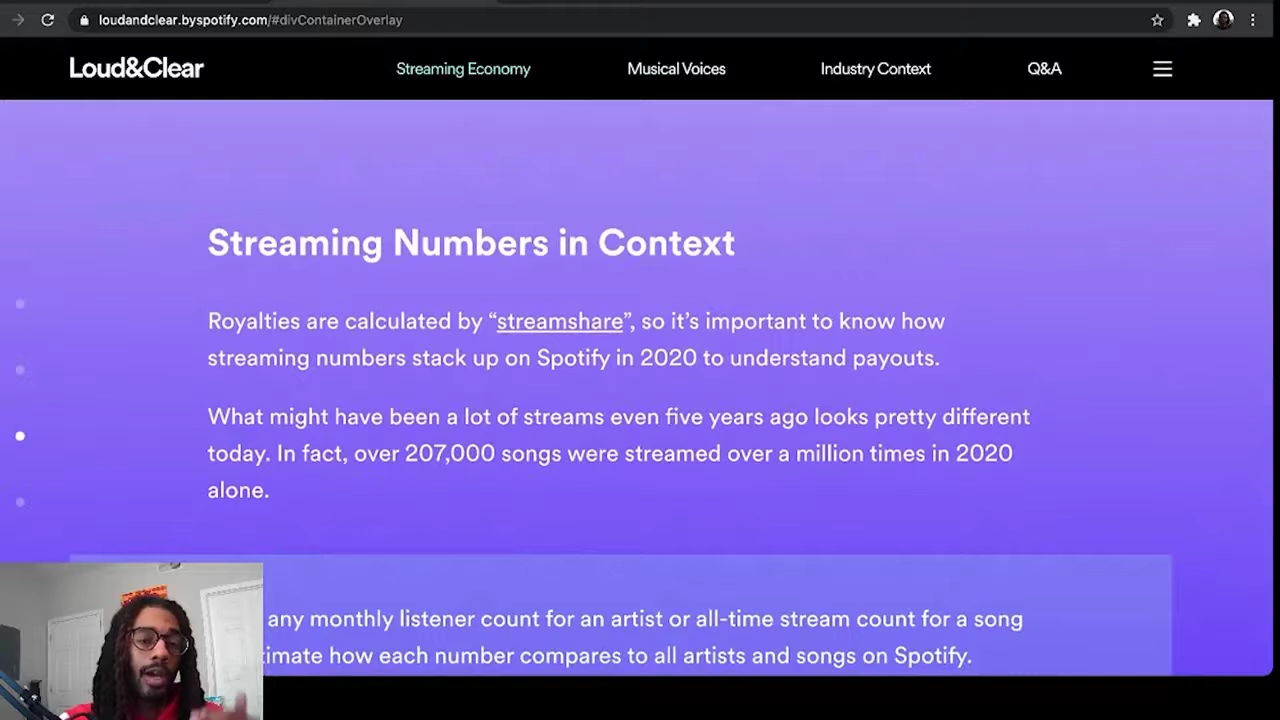 loudandclear.byspotify.com/#divContainerOverlay
Loud&Clear
Streaming Economy
Musical Voices
Industry Context
Q&A
Streaming Numbers in Context
Royalties are calculated by “streamshare”, so it’s important to know how
streaming numbers stack up on Spotify in 2020 to understand payouts.
What might have been a lot of streams even five years ago looks pretty different
today. In fact, over 207,000 songs were streamed over a million times in 2020
alone.
any monthly listener count for an artist or all-time stream count for a song
how each number compares to all artists and songs on Spotify.